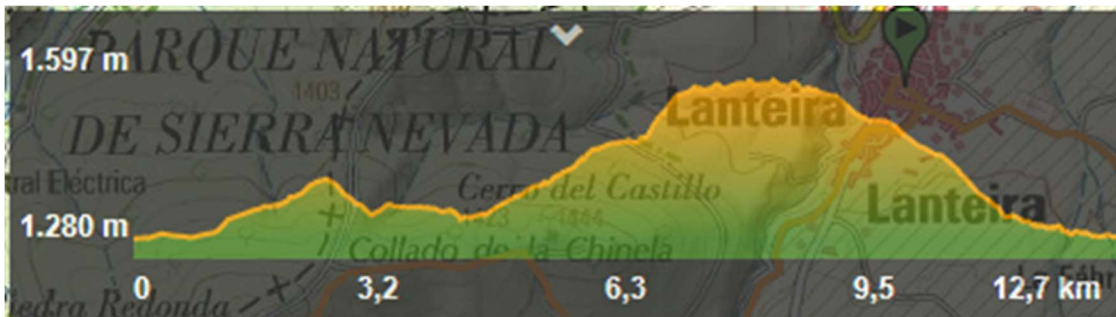 1.597 m
PARQUE NATURAL
1403
Lanteira
DE SIERRA NEVADA
ral Eléctrica
Cerro del Castillo
Lanteira
1.280 m
Collado de la Chinela
iedra Redonda
0 3,2 6,3 9,5 12,7 km